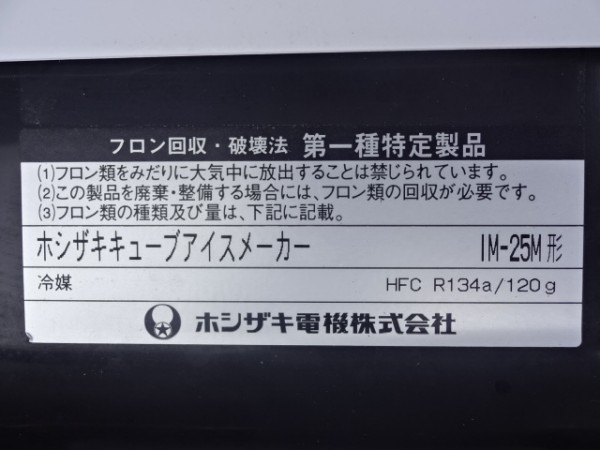 フロン回収・破壊法 第一種特定製品
(1)フロン類をみだりに大気中に放出することは禁じられています。
(2)この製品を廃棄・整備する場合には、フロン類の回収が必要です。
(3)フロン類の種類及び量は、下記に記載。
ホシザキキューブアイスメーカー IM-25M形
冷媒 HFC R134a/120g
ホシザキ電機株式会社